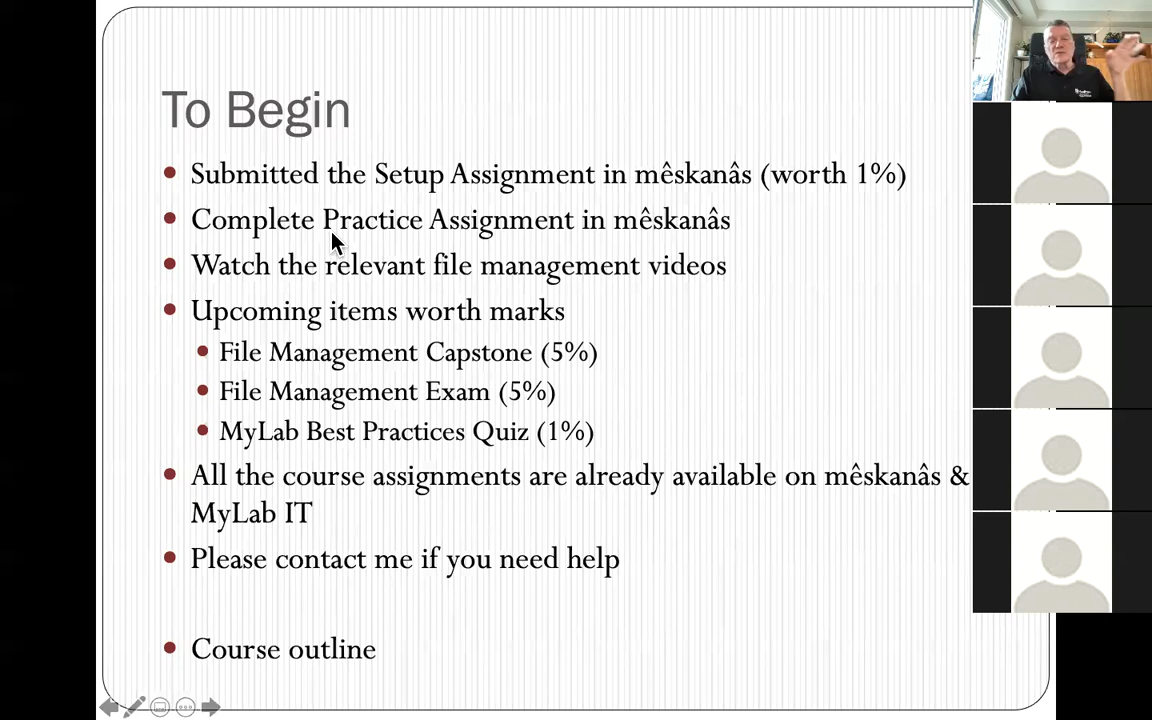 To Begin
Submitted the Setup Assignment in mêskanâs (worth 1%)
Complete Practice Assignment in mêskanâs
Watch the relevant file management videos
Upcoming items worth marks
File Management Capstone (5%)
File Management Exam (5%)
MyLab Best Practices Quiz (1%)
All the course assignments are already available on mêskanâs &
MyLab IT
Please contact me if you need help
Course outline